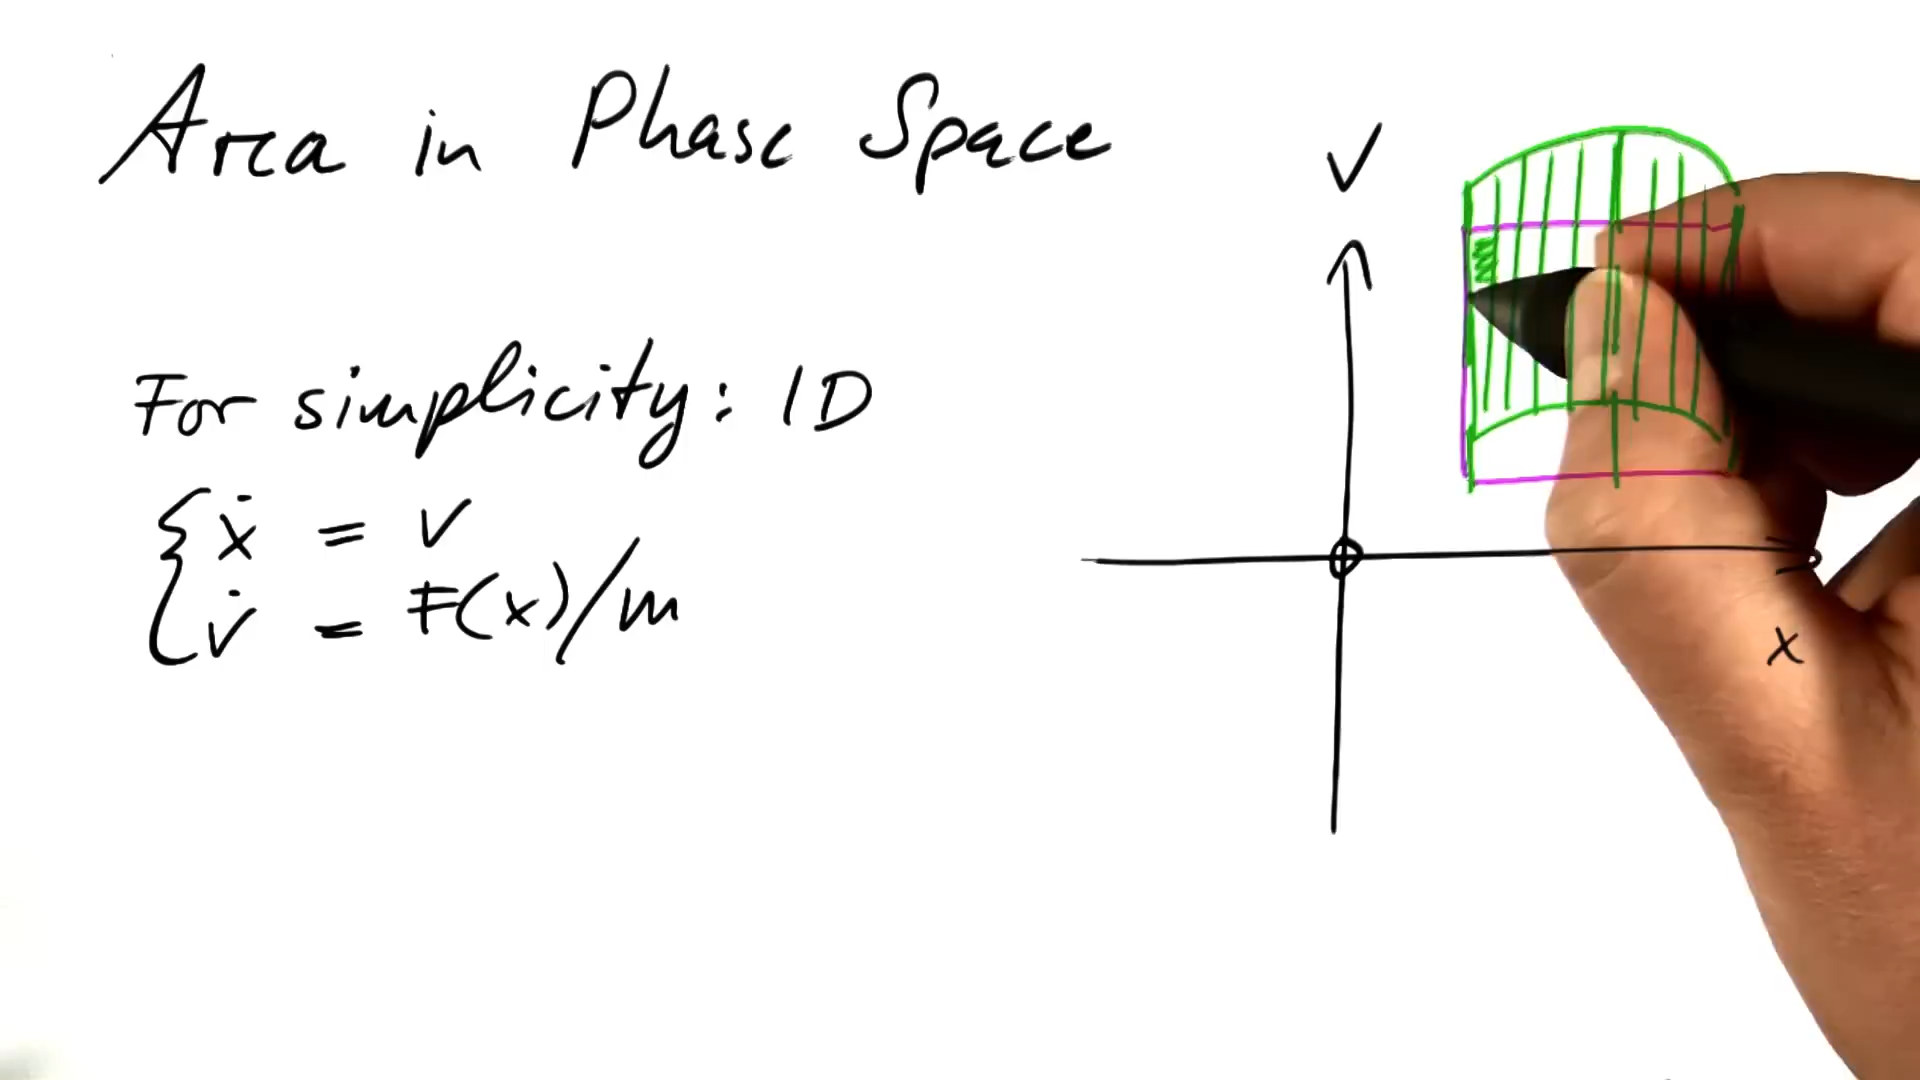 Area in Phase Space
v
For simplicity: 1D
ẋ = v
v̇ = F(x)/m
x